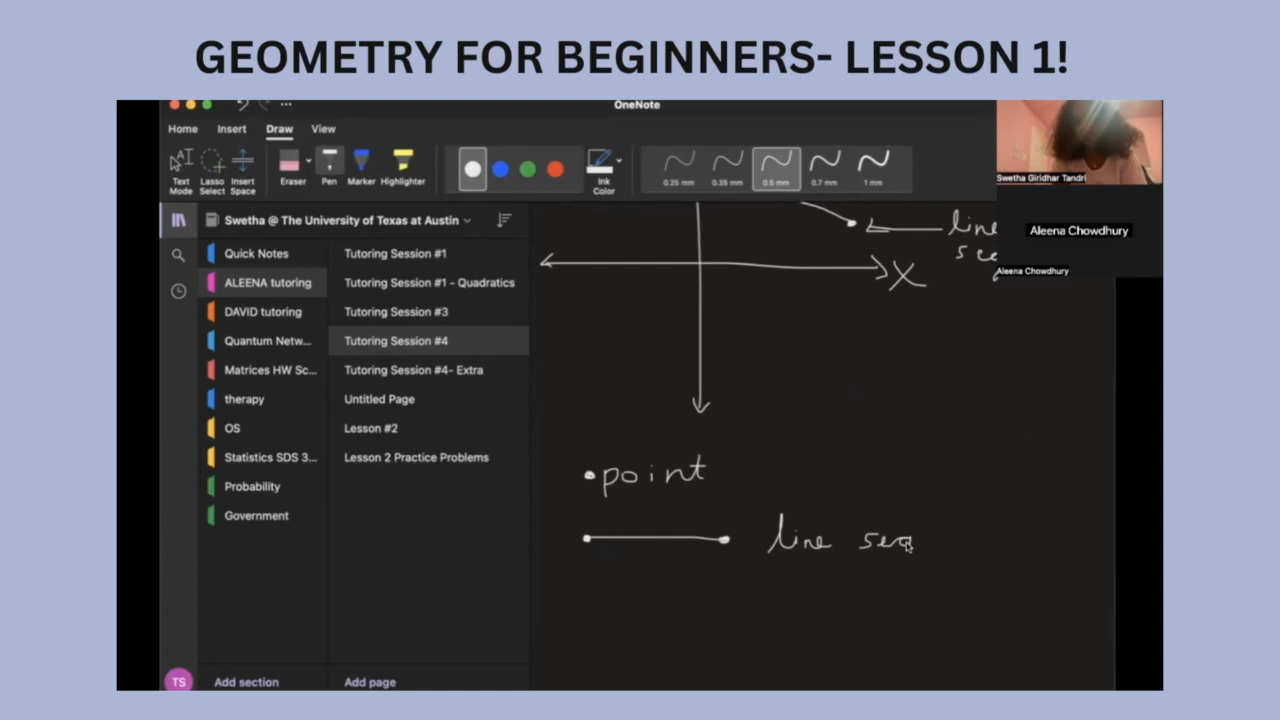 GEOMETRY FOR BEGINNERS- LESSON 1!
OneNote
Home Insert Draw View
Text Mode
Lasso Select
Insert Space
Eraser
Pen
Marker
Highlighter
Ink Color
0.25 mm
0.35 mm
0.5 mm
0.7 mm
1 mm
Swetha Giridhar Tandri
Aleena Chowdhury
Aleena Chowdhury
Swetha @ The University of Texas at Austin
Quick Notes
ALEENA tutoring
DAVID tutoring
Quantum Netw...
Matrices HW Sc...
therapy
OS
Statistics SDS 3...
Probability
Government
Tutoring Session #1
Tutoring Session #1 - Quadratics
Tutoring Session #3
Tutoring Session #4
Tutoring Session #4- Extra
Untitled Page
Lesson #2
Lesson 2 Practice Problems
line
X
point
line seg
TS
Add section
Add page